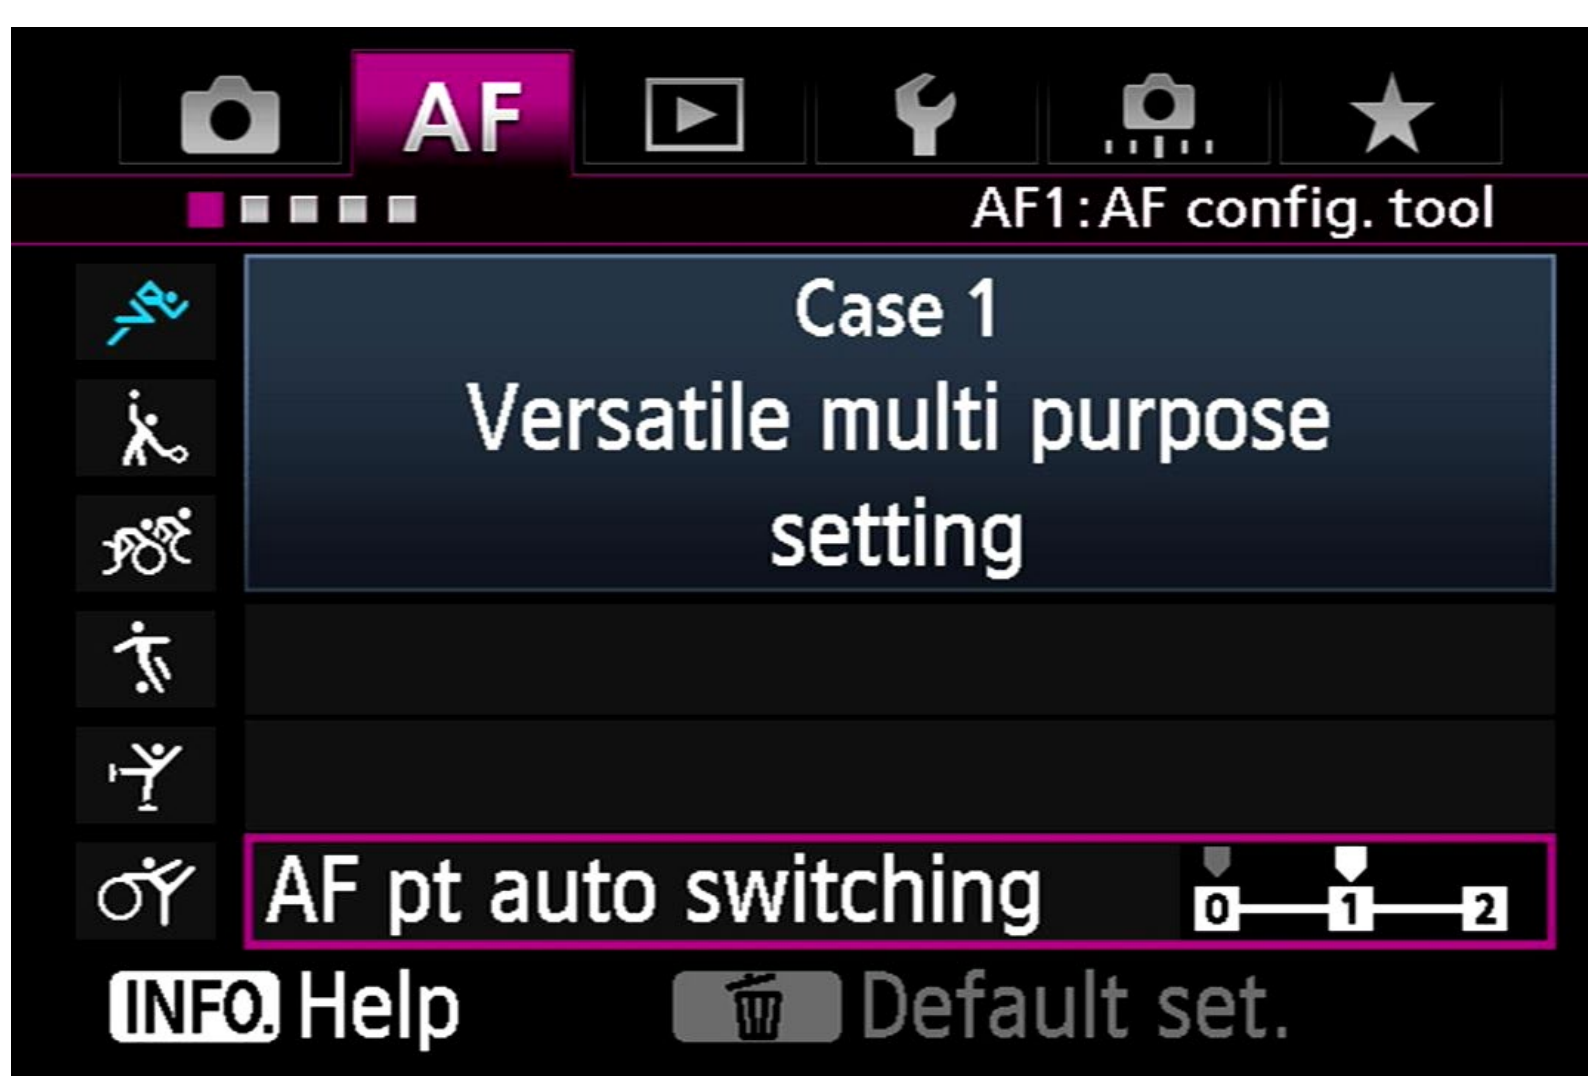 AF
AF1:AF config. tool
Case 1
Versatile multi purpose
setting
AF pt auto switching 0 1 2
INFO. Help Default set.